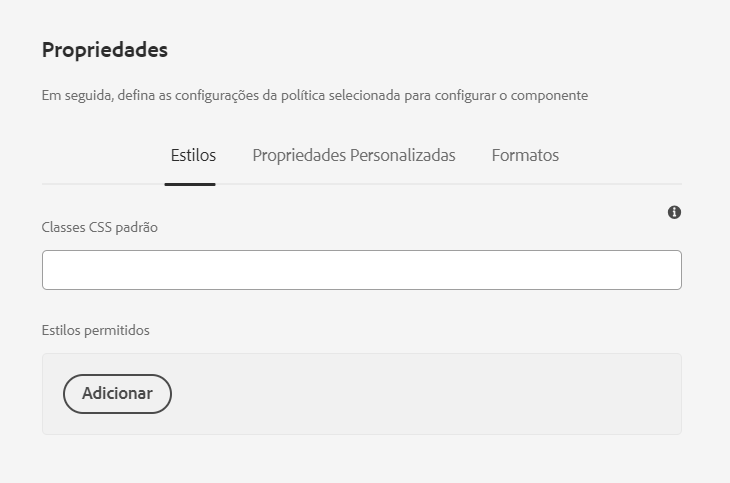 Propriedades
Em seguida, defina as configurações da política selecionada para configurar o componente
Estilos Propriedades Personalizadas Formatos
Classes CSS padrão
Estilos permitidos
Adicionar